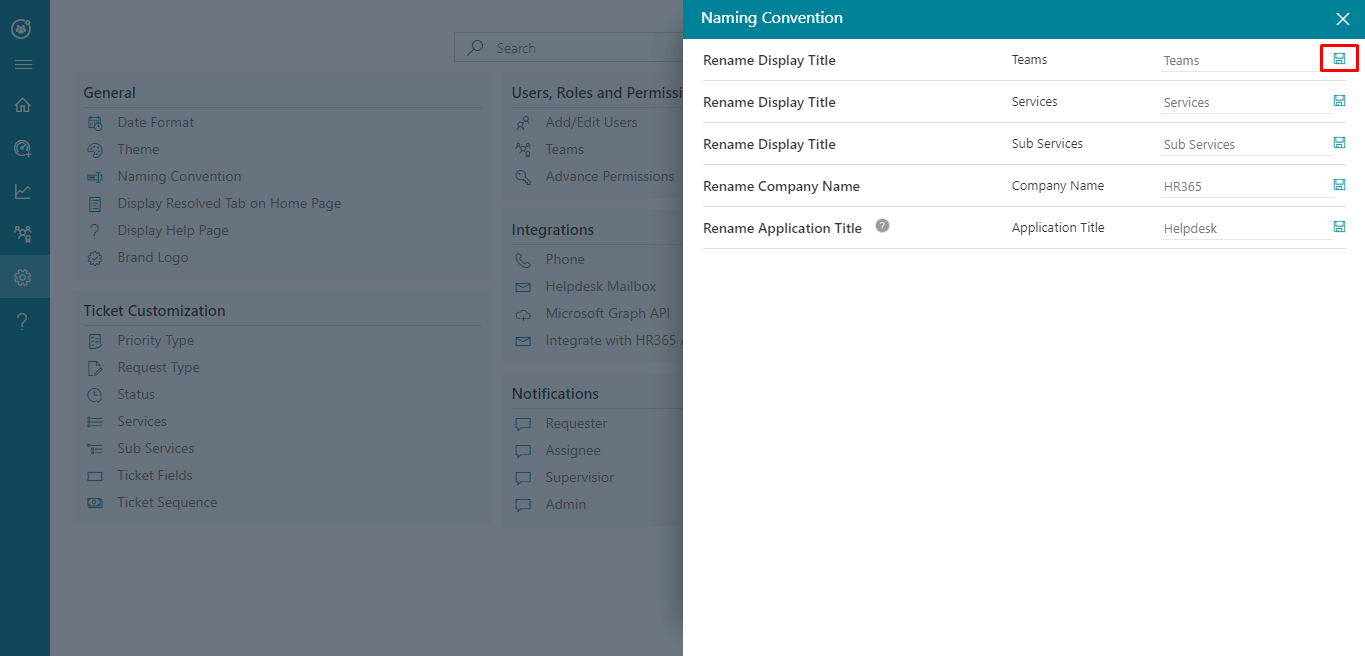 Search
General
Date Format
Theme
Naming Convention
Display Resolved Tab on Home Page
Display Help Page
Brand Logo
Ticket Customization
Priority Type
Request Type
Status
Services
Sub Services
Ticket Fields
Ticket Sequence
Users, Roles and Permissi
Add/Edit Users
Teams
Advance Permissions
Integrations
Phone
Helpdesk Mailbox
Microsoft Graph API
Integrate with HR365 A
Notifications
Requester
Assignee
Supervisior
Admin
Naming Convention
Rename Display Title Teams Teams
Rename Display Title Services Services
Rename Display Title Sub Services Sub Services
Rename Company Name Company Name HR365
Rename Application Title ? Application Title Helpdesk